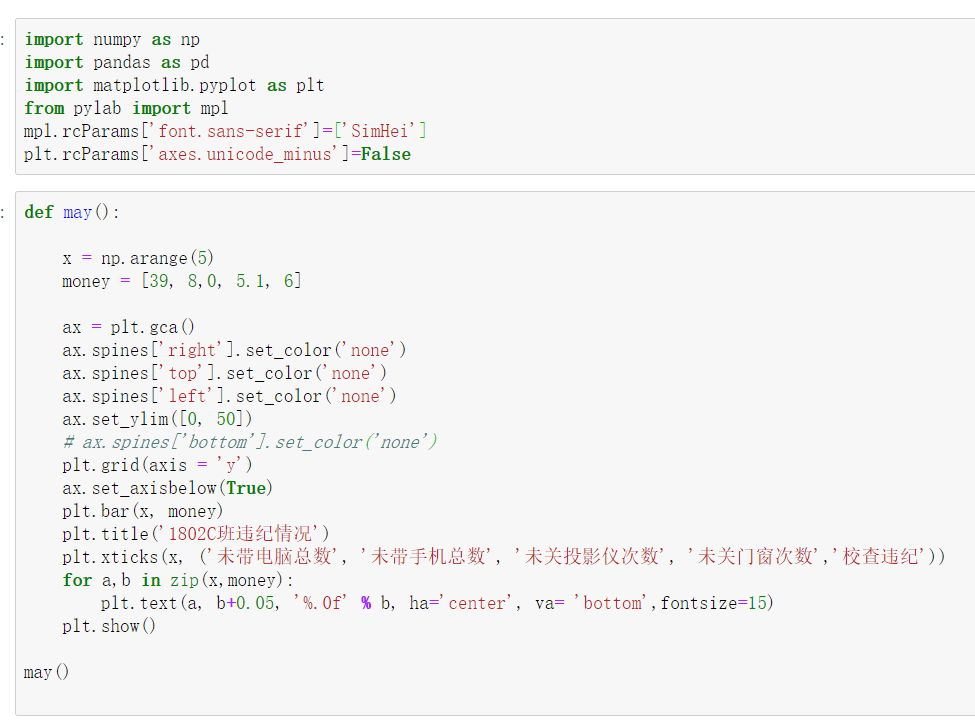 :
import numpy as np
import pandas as pd
import matplotlib.pyplot as plt
from pylab import mpl
mpl.rcParams['font.sans-serif']=['SimHei']
plt.rcParams['axes.unicode_minus']=False
:
def may():
    x = np.arange(5)
    money = [39, 8,0, 5.1, 6]
    ax = plt.gca()
    ax.spines['right'].set_color('none')
    ax.spines['top'].set_color('none')
    ax.spines['left'].set_color('none')
    ax.set_ylim([0, 50])
    # ax.spines['bottom'].set_color('none')
    plt.grid(axis = 'y')
    ax.set_axisbelow(True)
    plt.bar(x, money)
    plt.title('1802C班违纪情况')
    plt.xticks(x, ('未带电脑总数', '未带手机总数', '未关投影仪次数', '未关门窗次数','校查违纪'))
    for a,b in zip(x,money):
        plt.text(a, b+0.05, '%.0f' % b, ha='center', va= 'bottom',fontsize=15)
    plt.show()
may()